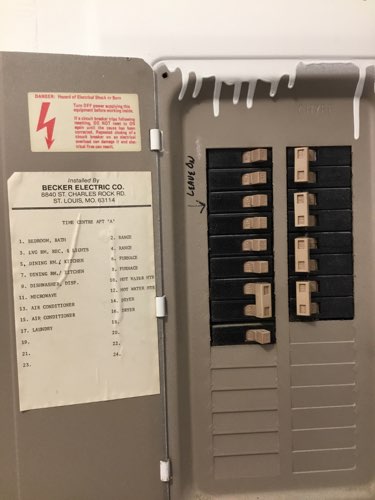 DANGER: Hazard of Electrical Shock or Burn
Turn OFF power supplying this
equipment before working inside.
If a circuit breaker trips following
resetting, DO NOT reset to ON
again until the cause has been
corrected. Repeated closing of a
circuit breaker on an electrical
overload can damage it and
electrical fires can result.
Installed By
BECKER ELECTRIC CO.
8840 ST. CHARLES ROCK RD.
ST. LOUIS, MO. 63114
TIME CENTRE APT 'A'
1. BEDROOM, BATH
2. RANGE
3. LVG RM. REC. & LIGHTS
4. RANGE
5. DINING RM./ KITCHEN
6. FURNACE
7. DINING RM./ KITCHEN
8. FURNACE
9. DISHWASHER, DISP.
10. HOT WATER HTR
11. MICROWAVE
12. HOT WATER HTR
13. AIR CONDITIONER
14. DRYER
15. AIR CONDITIONER
16. DRYER
17. LAUNDRY
19.
21.
22.
23.
24.
LEAVE ON